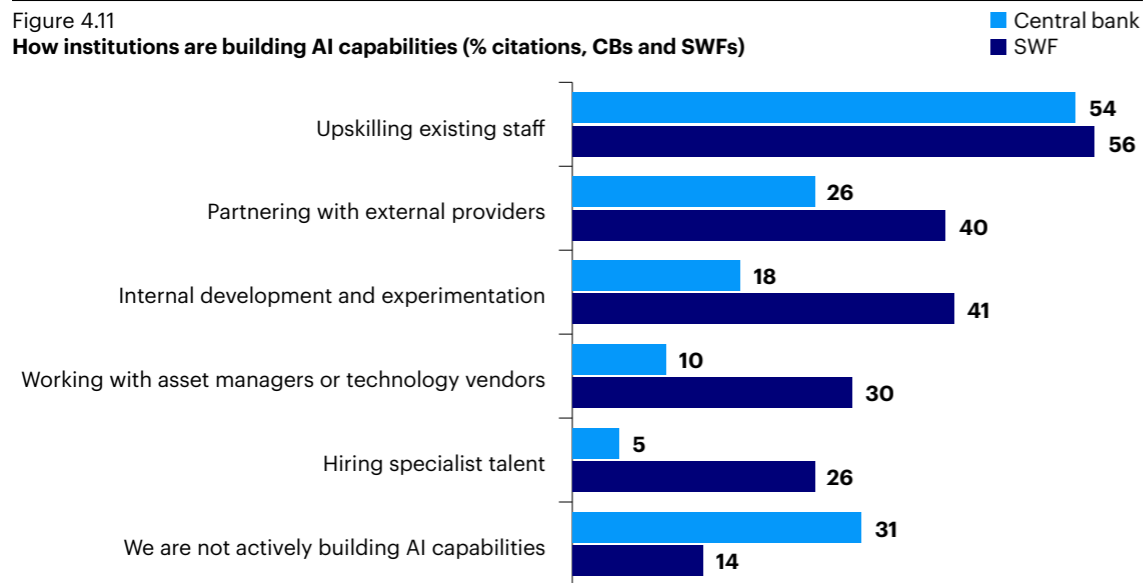 Figure 4.11
How institutions are building AI capabilities (% citations, CBs and SWFs)
Central bank
SWF
Upskilling existing staff
54
56
Partnering with external providers
26
40
Internal development and experimentation
18
41
Working with asset managers or technology vendors
10
30
Hiring specialist talent
5
26
We are not actively building AI capabilities
31
14